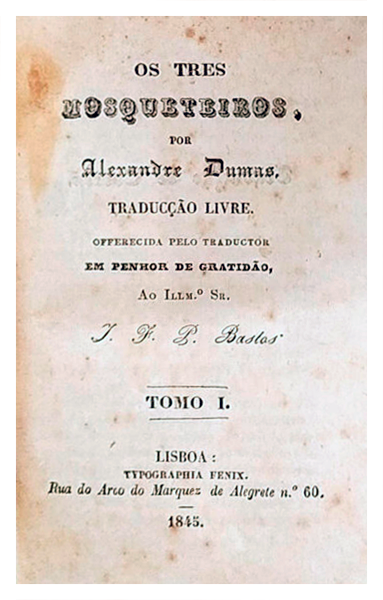 OS TRES
MOSQUETEIROS,
POR
Alexandre Dumas.
TRADUCÇÃO LIVRE.
OFFERECIDA PELO TRADUCTOR
EM PENHOR DE GRATIDÃO,
AO ILLM.º SR.
J. F. P. Bastos
TOMO I.
LISBOA:
TYPOGRAPHIA FENIX.
Rua do Arco do Marquez de Alegrete n.º 60.
1845.